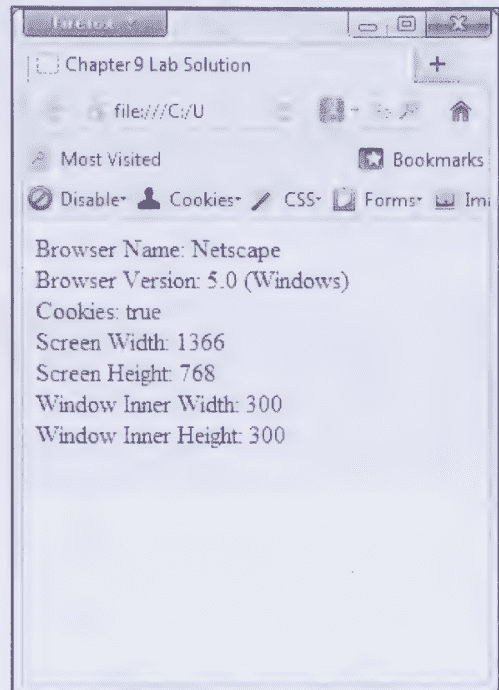 Firefox
Chapter 9 Lab Solution
+
file:///C:/U
Most Visited
Bookmarks
Disable
Cookies
CSS
Forms
Browser Name: Netscape
Browser Version: 5.0 (Windows)
Cookies: true
Screen Width: 1366
Screen Height: 768
Window Inner Width: 300
Window Inner Height: 300